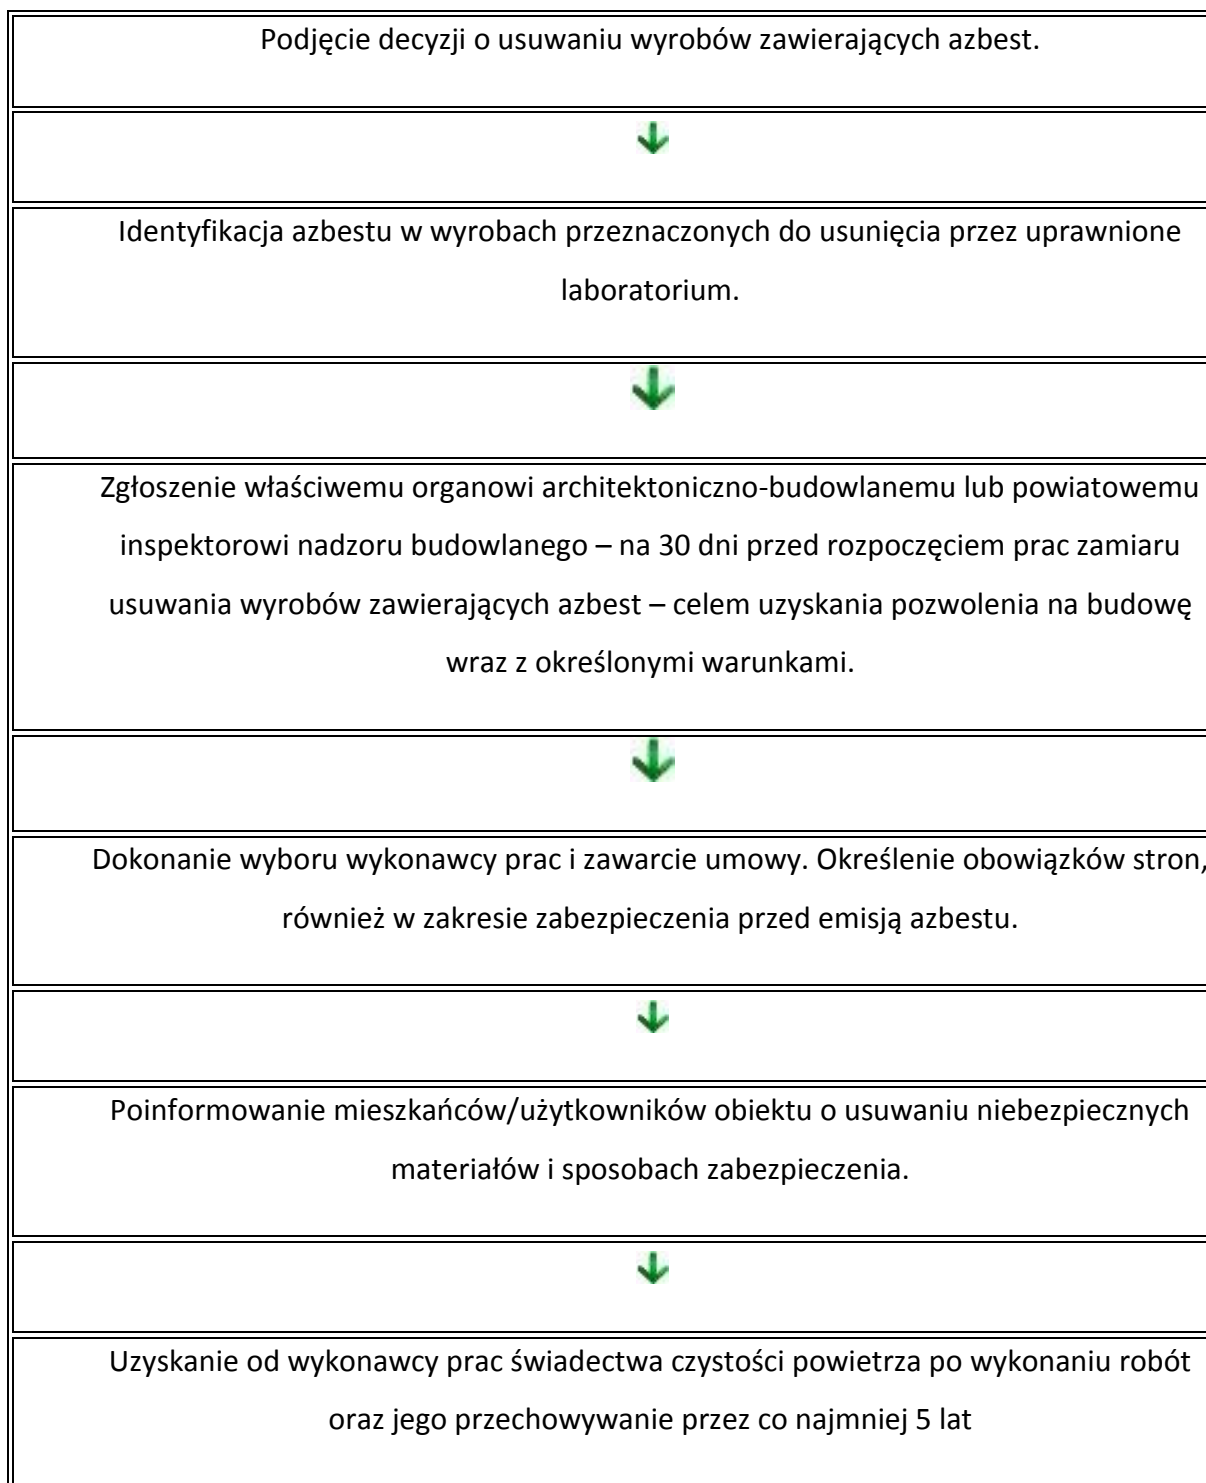 Podjęcie decyzji o usuwaniu wyrobów zawierających azbest.
Identyfikacja azbestu w wyrobach przeznaczonych do usunięcia przez uprawnione
laboratorium.
Zgłoszenie właściwemu organowi architektoniczno-budowlanemu lub powiatowemu
inspektorowi nadzoru budowlanego – na 30 dni przed rozpoczęciem prac zamiaru
usuwania wyrobów zawierających azbest – celem uzyskania pozwolenia na budowę
wraz z określonymi warunkami.
Dokonanie wyboru wykonawcy prac i zawarcie umowy. Określenie obowiązków stron,
również w zakresie zabezpieczenia przed emisją azbestu.
Poinformowanie mieszkańców/użytkowników obiektu o usuwaniu niebezpiecznych
materiałów i sposobach zabezpieczenia.
Uzyskanie od wykonawcy prac świadectwa czystości powietrza po wykonaniu robót
oraz jego przechowywanie przez co najmniej 5 lat